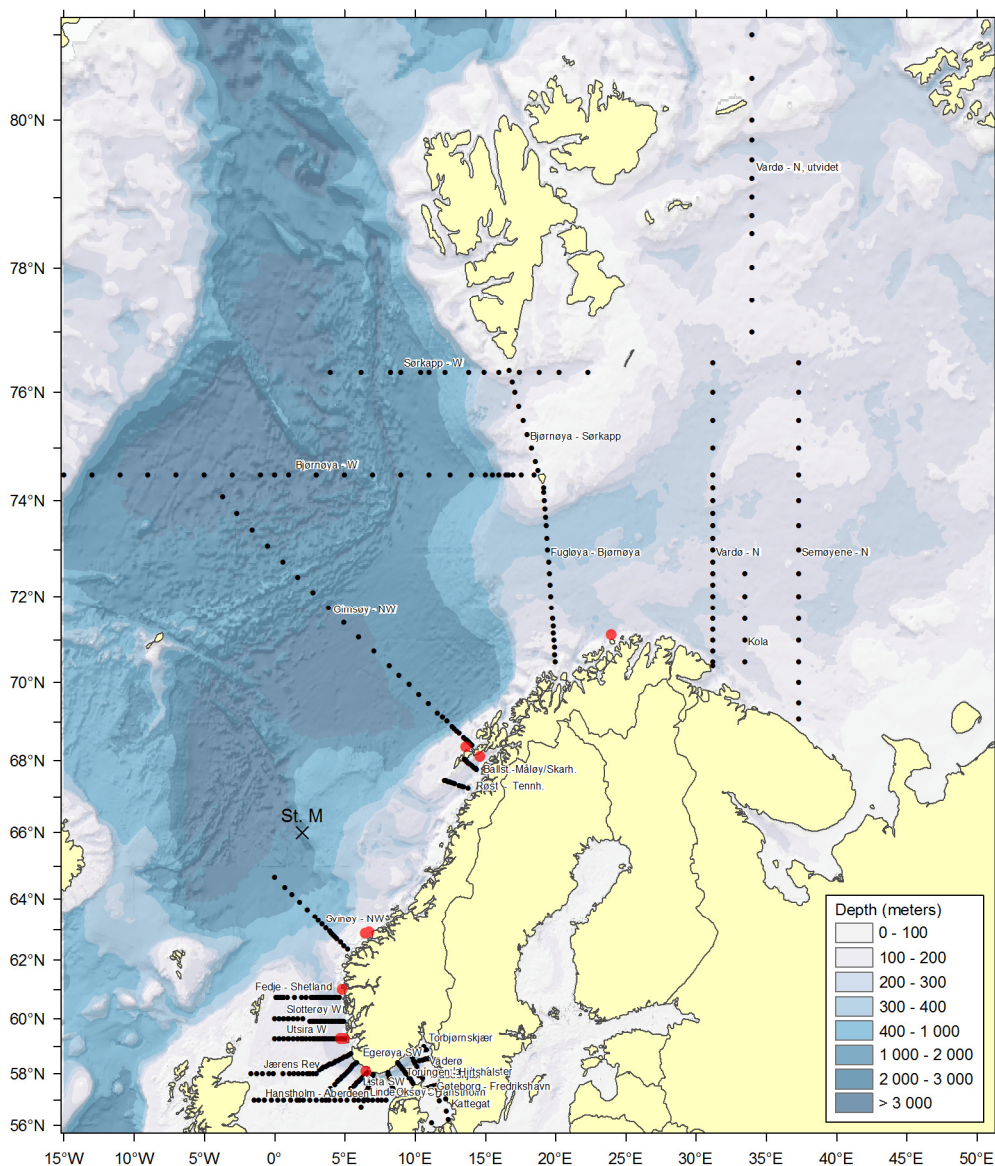 80°N
Vardø - N, utvidet
78°N
Sørkapp - W
76°N
Bjørnøya - Sørkapp
Bjørnøya - W
74°N
Fugløya - Bjørnøya
Vardø - N
Semøyene - N
72°N
Gimsøy - NW
Kola
70°N
68°N
Ballst.-Måløy/Skarh.
Røst - Tennh.
St. M
66°N
64°N
Svinøy - NW
62°N
Fedje - Shetland
Slotterøy W
60°N
Utsira W
Torbjørnskjær
Egerøya SW
Væderø
Jærens Rev
58°N
Lista SW
Gøteborg - Fredrikshavn
Hanstholm - Aberdeen
Oksøy - Hanstholm
Kattegat
56°N
Depth (meters)
0 - 100
100 - 200
200 - 300
300 - 400
400 - 1 000
1 000 - 2 000
2 000 - 3 000
> 3 000
15°W
10°W
5°W
0°
5°E
10°E
15°E
20°E
25°E
30°E
35°E
40°E
45°E
50°E